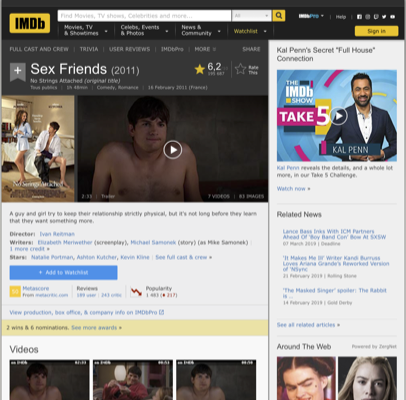 IMDb
Find Movies, TV shows, Celebrities and more...
All
IMDbPro
Help
Movies, TV & Showtimes
Celebs, Events & Photos
News & Community
Watchlist
Sign in
FULL CAST AND CREW | TRIVIA | USER REVIEWS | IMDbPro | MORE
SHARE
Sex Friends (2011)
No Strings Attached (original title)
Tous publics | 1h 48min | Comedy, Romance | 16 February 2011 (France)
6,2
Rate This
No Strings Attached
2:31 | Trailer
7 VIDEOS | 83 IMAGES
A guy and girl try to keep their relationship strictly physical, but it's not long before they learn
that they want something more.
Director: Ivan Reitman
Writers: Elizabeth Meriwether (screenplay), Michael Samonek (story) (as Mike Samonek)
1 more credit »
Stars: Natalie Portman, Ashton Kutcher, Kevin Kline | See full cast & crew »
+ Add to Watchlist
Metascore
From metacritic.com
Reviews
189 user | 243 critic
Popularity
1 483 (217)
View production, box office, & company info on IMDbPro
2 wins & 6 nominations. See more awards »
Videos
Kal Penn's Secret "Full House"
Connection
THE IMDb SHOW
TAKE 5
KAL PENN
Kal Penn reveals the details, and a whole lot
more, in our Take 5 Challenge.
Watch now »
Related News
Lance Bass Inks With ICM Partners
Ahead Of 'Boy Band Con' Bow At SXSW
07 March 2019 | Deadline
'It Makes Me Ill' Writer Kandi Burruss
Loves Ariana Grande's Reworked Version
of 'NSync
21 February 2019 | Rolling Stone
'The Masked Singer' spoiler: The Rabbit
is ..
14 February 2019 | Gold Derby
See all related articles »
Around The Web
Powered by ZergNet